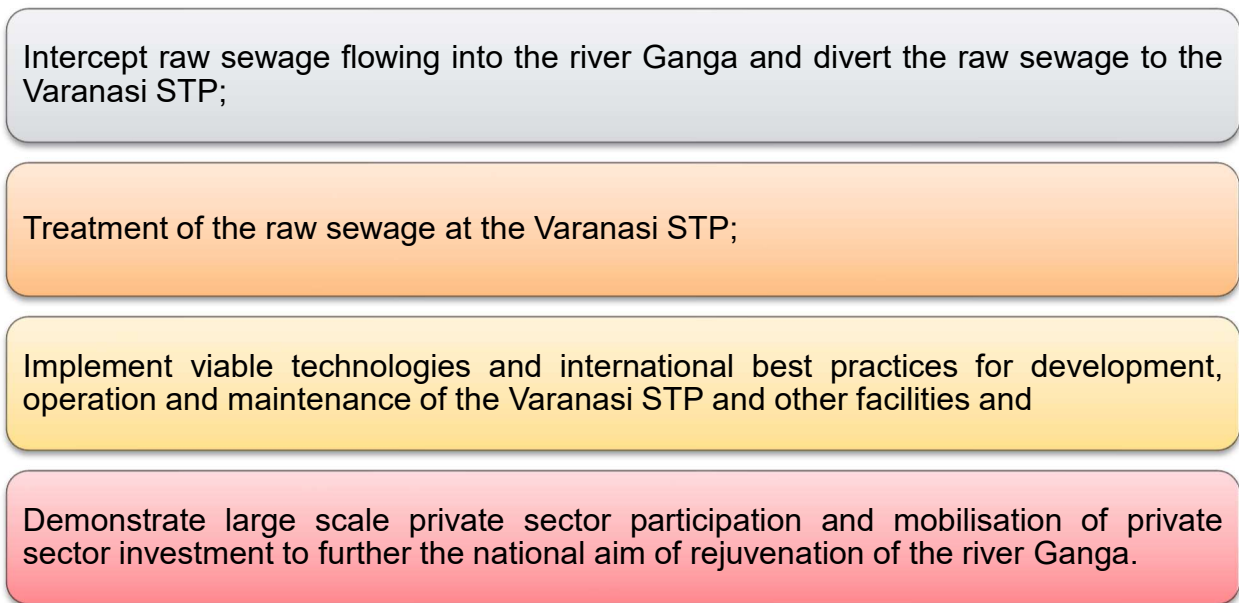 Intercept raw sewage flowing into the river Ganga and divert the raw sewage to the
Varanasi STP;
Treatment of the raw sewage at the Varanasi STP;
Implement viable technologies and international best practices for development,
operation and maintenance of the Varanasi STP and other facilities and
Demonstrate large scale private sector participation and mobilisation of private
sector investment to further the national aim of rejuvenation of the river Ganga.